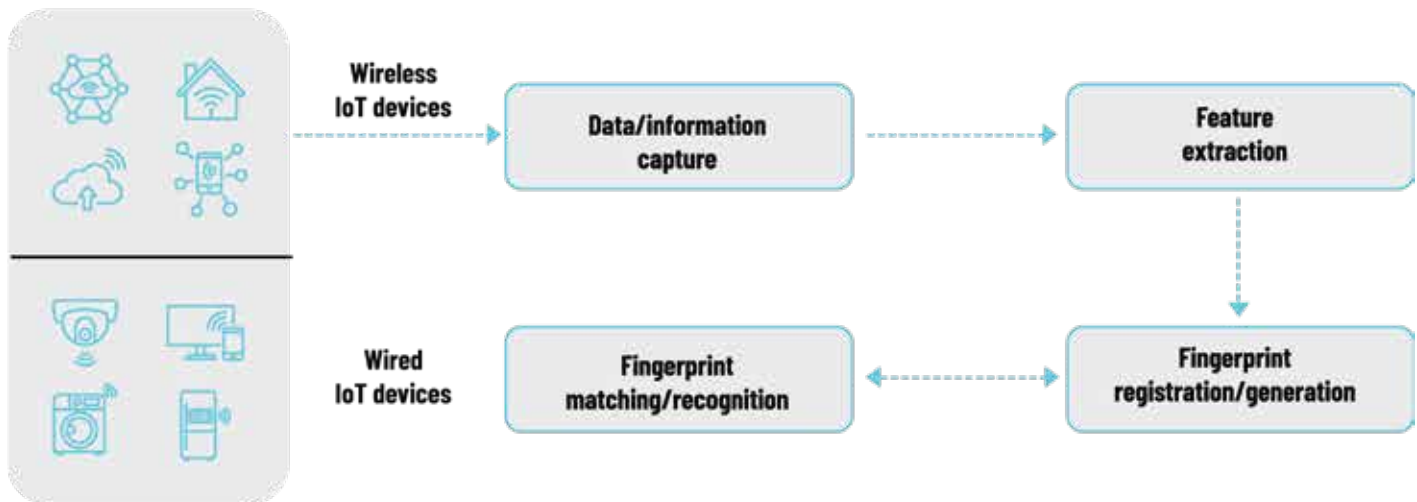 Wireless
IoT devices
Data/information
capture
Feature
extraction
Wired
IoT devices
Fingerprint
matching/recognition
Fingerprint
registration/generation